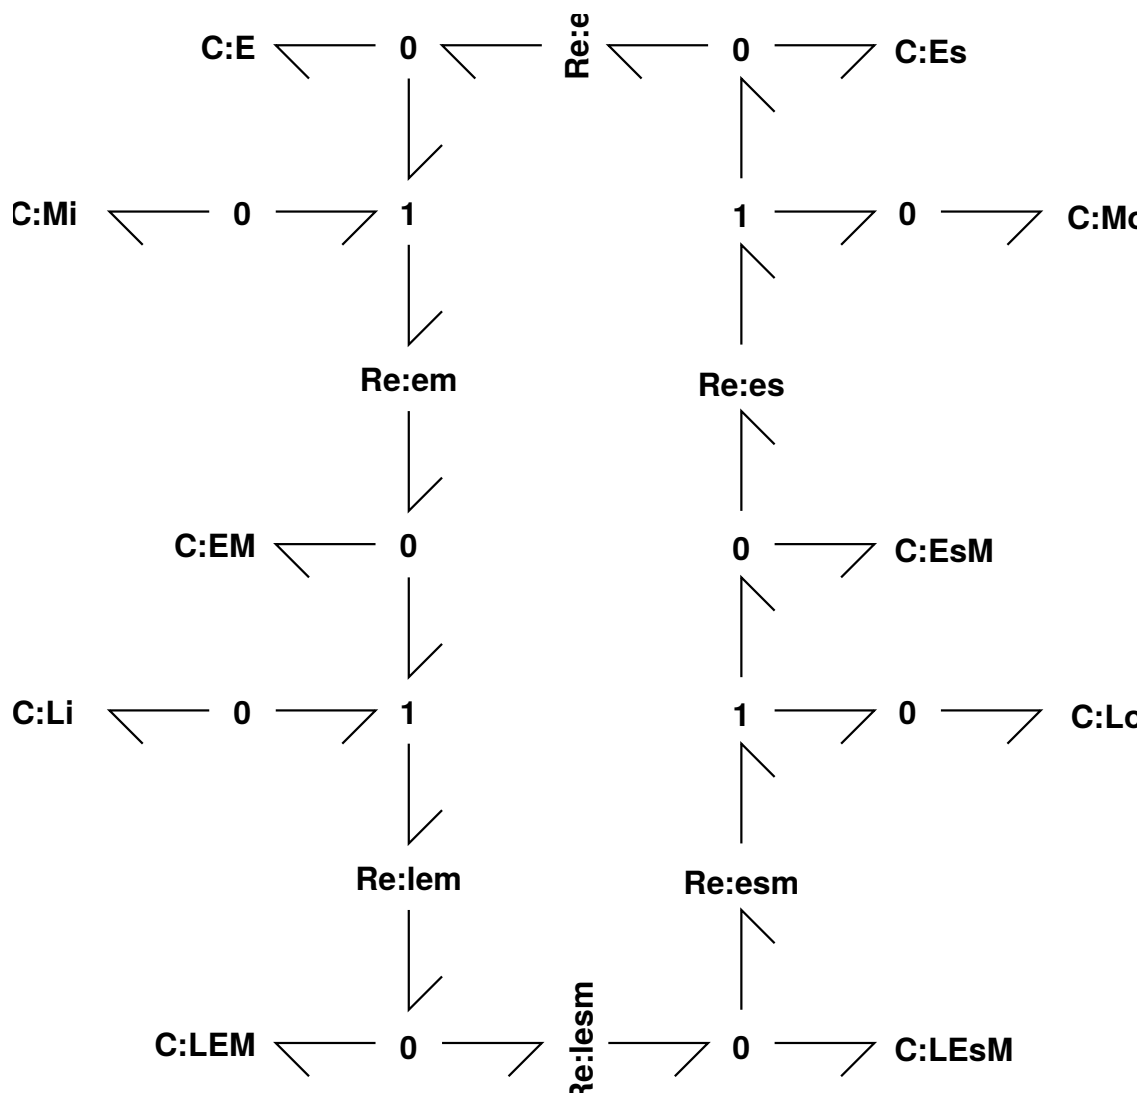 C:E 0 Re:e 0 C:Es
C:Mi 0 1 1 0 C:Mo
Re:em Re:es
C:EM 0 0 C:EsM
C:Li 0 1 1 0 C:Lo
Re:lem Re:esm
C:LEM 0 Re:lesm 0 C:LEsM